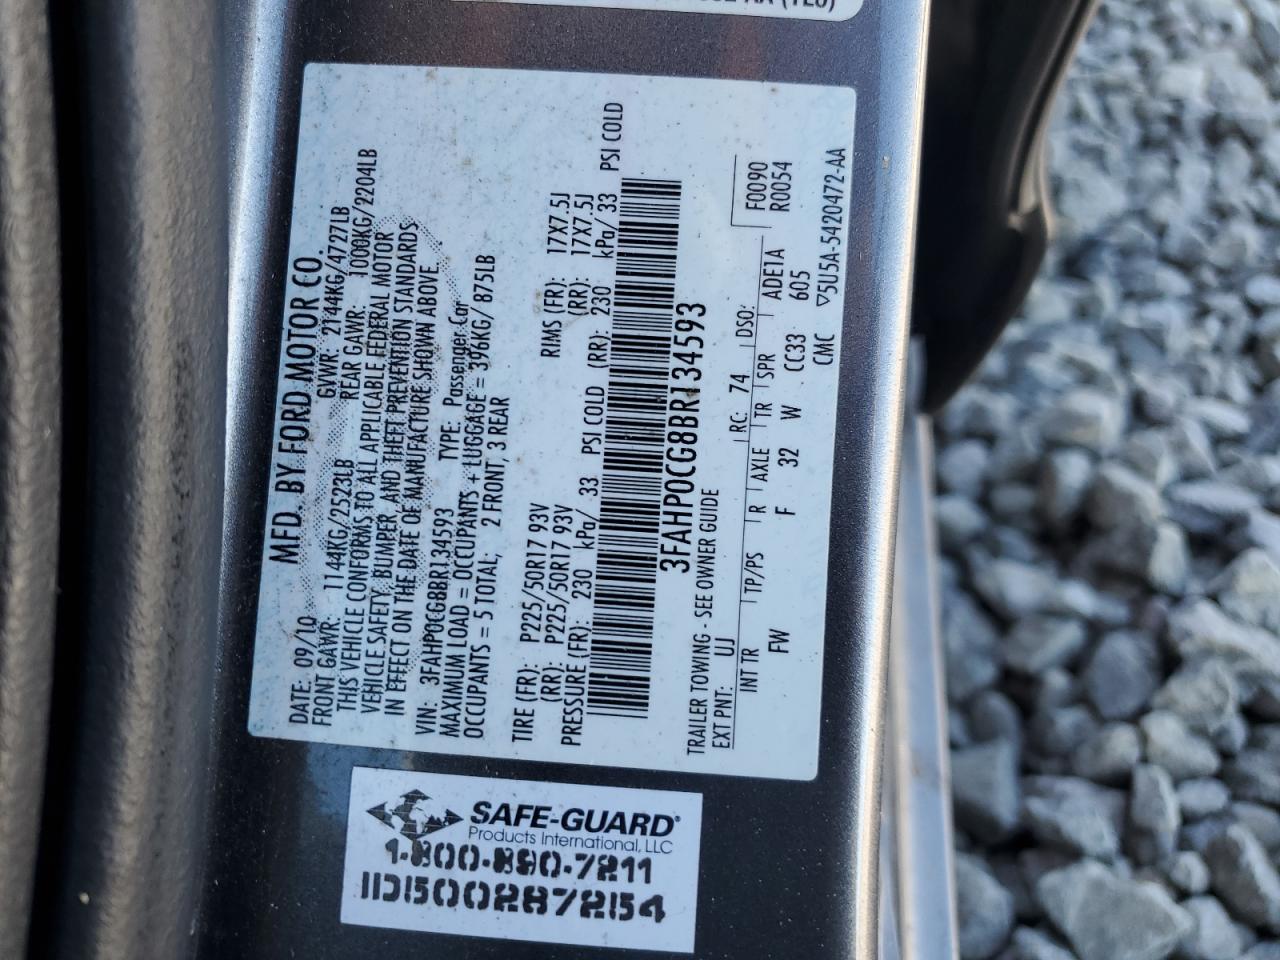 MFD. BY FORD MOTOR CO.
DATE: 09/10 GVWR: 2144KG/4727LB
FRONT GAWR: 1144KG/2523LB REAR GAWR: 1000KG/2204LB
THIS VEHICLE CONFORMS TO ALL APPLICABLE FEDERAL MOTOR
VEHICLE SAFETY, BUMPER, AND THEFT PREVENTION STANDARDS
IN EFFECT ON THE DATE OF MANUFACTURE SHOWN ABOVE.
VIN: 3FAHP0CG8BR134593 TYPE: Passenger Car
MAXIMUM LOAD = OCCUPANTS + LUGGAGE = 396KG/ 875LB
OCCUPANTS = 5 TOTAL; 2 FRONT, 3 REAR
TIRE (FR): P225/50R17 93V RIMS (FR): 17X7.5J
(RR): P225/50R17 93V (RR): 17X7.5J
PRESSURE (FR): 230 kPa/ 33 PSI COLD (RR): 230 kPa/ 33 PSI COLD
3FAHP0CG8BR134593
TRAILER TOWING - SEE OWNER GUIDE
F0090
R0054
EXT PNT: UJ RC: 74 DSO:
INT TR TP/PS R AXLE TR SPR ADE1A
FW F 32 W CC33 605
CMC ▽5U5A-5420472-AA
SAFE-GUARD®
Products International, LLC
1-800-890-7211